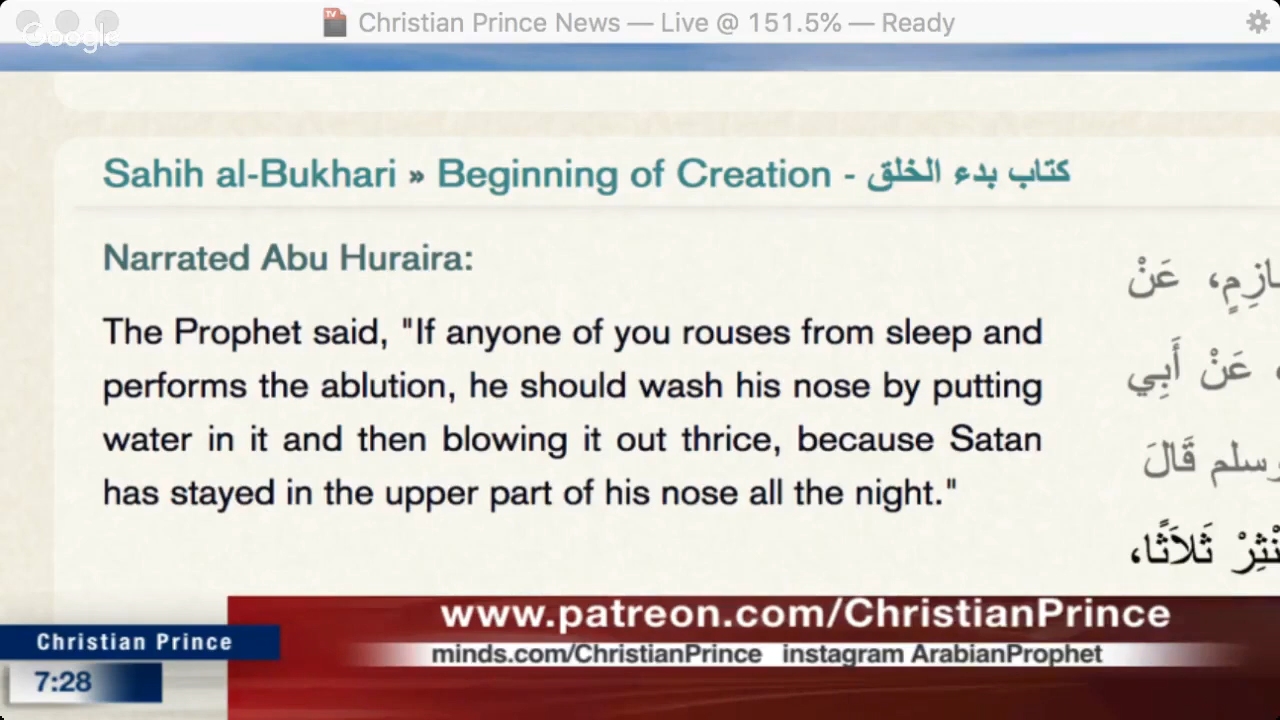 Christian Prince News — Live @ 151.5% — Ready
Google
Sahih al-Bukhari » Beginning of Creation - كتاب بدء الخلق
Narrated Abu Huraira:
The Prophet said, "If anyone of you rouses from sleep and
performs the ablution, he should wash his nose by putting
water in it and then blowing it out thrice, because Satan
has stayed in the upper part of his nose all the night."
عَنْ
عَنْ أَبِي
وسلم قَالَ
ثَلاَثًا،
www.patreon.com/ChristianPrince
minds.com/ChristianPrince instagram ArabianProphet
Christian Prince
7:28